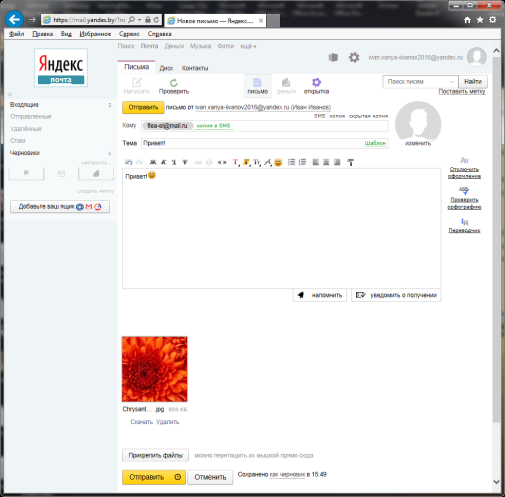 https://mail.yandex.by/?nc
Новое письмо — Яндекс....
Файл Правка Вид Избранное Сервис Справка
Яндекс
почта
Поиск Почта Деньги Музыка Фотки ещё
ivan.vanya-iivanov2016@yandex.ru
Письма Диск Контакты
Написать Проверить письмо деньги открытка
Поиск писем Найти
Поставить метку
Входящие 2
Отправленные
Удалённые
Спам
Черновики 1
настроить...
создать метку
Добавьте ваш ящик
Отправить письмо от ivan.vanya-iivanov2016@yandex.ru (Иван Иванов)
SMS копия скрытая копия
Кому flea-ol@mail.ru копия в SMS
Тема Привет! Шаблон
изменить
Привет!
Отключить
оформление
Проверить
орфографию
Переводчик
напомнить уведомить о получении
Chrysant... .jpg 859 КБ
Скачать Удалить
Прикрепить файлы можно перетащить их мышкой прямо сюда
Отправить Отменить Сохранено как черновик в 15:49